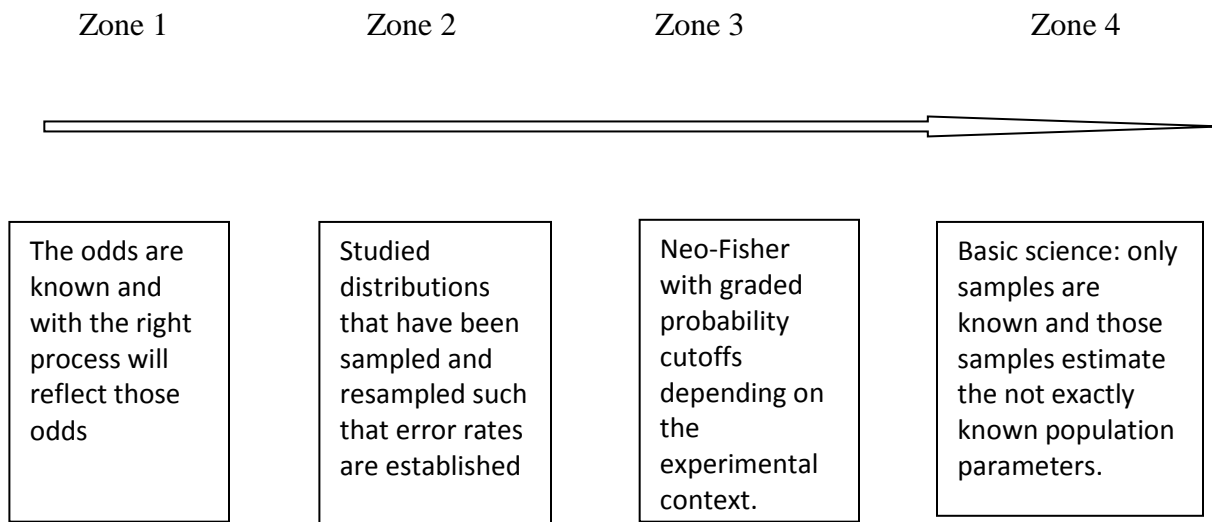 Zone 1 Zone 2 Zone 3 Zone 4
The odds are
known and
with the right
process will
reflect those
odds
Studied
distributions
that have been
sampled and
resampled such
that error rates
are established
Neo-Fisher
with graded
probability
cutoffs
depending on
the
experimental
context.
Basic science: only
samples are
known and those
samples estimate
the not exactly
known population
parameters.